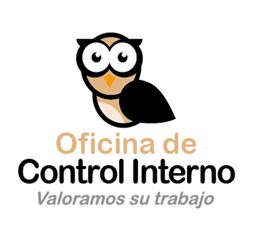 Oficina de
Control Interno
Valoramos su trabajo